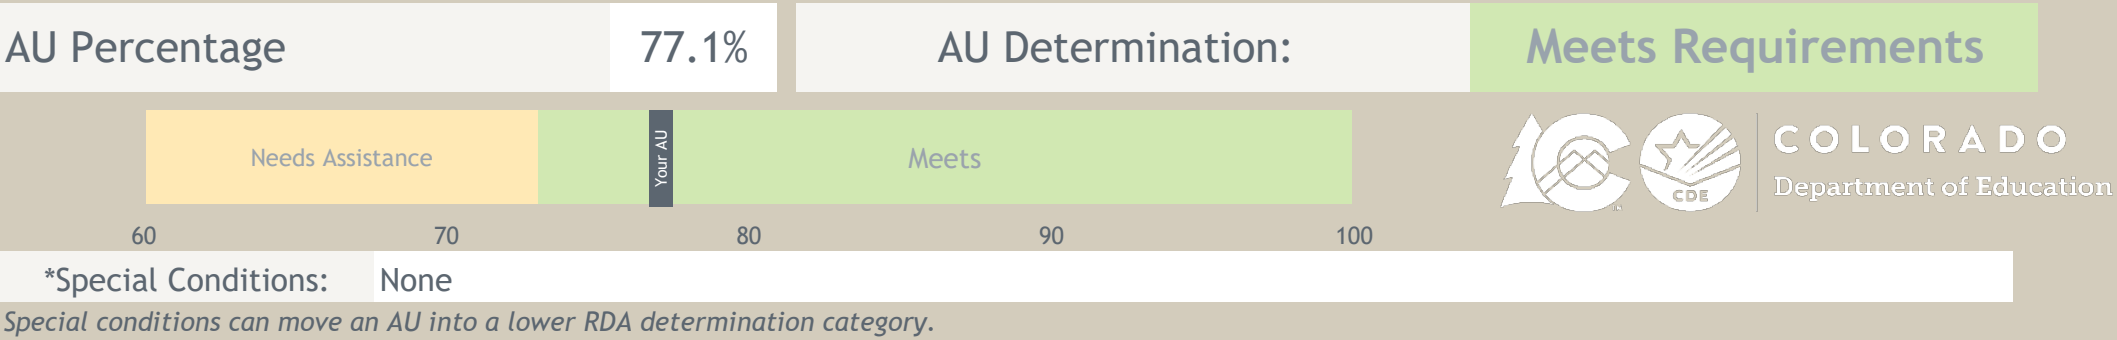 AU Percentage 77.1% AU Determination: Meets Requirements
Needs Assistance
Your AU
Meets
COLORADO
Department of Education
CDE
60 70 80 90 100
*Special Conditions: None
Special conditions can move an AU into a lower RDA determination category.